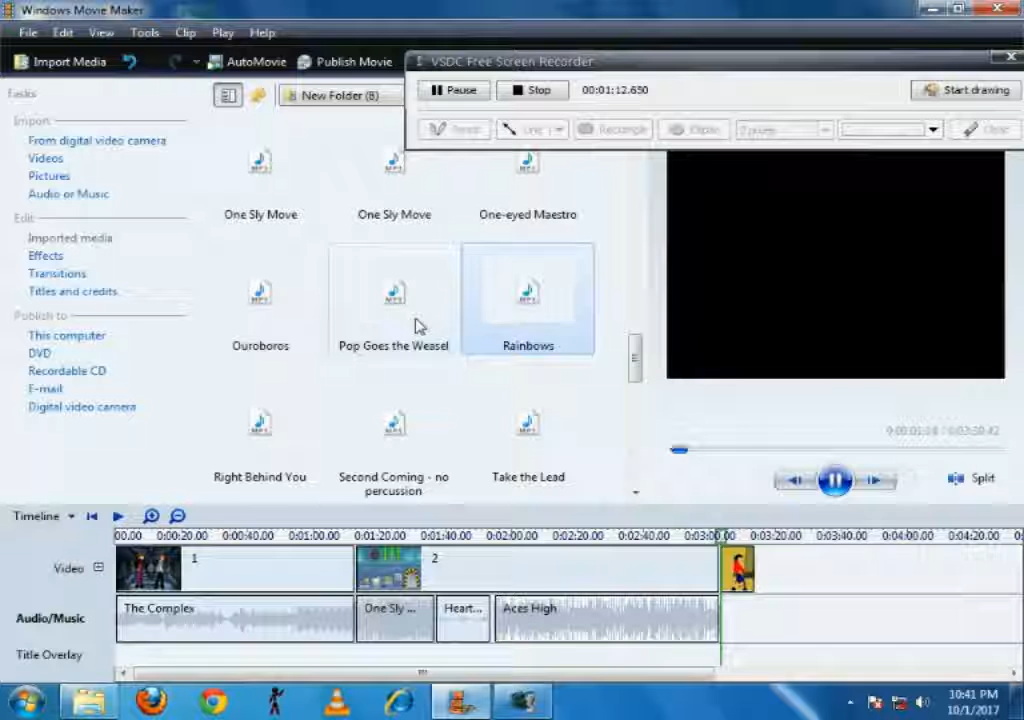 Windows Movie Maker
File Edit View Tools Clip Play Help
Import Media AutoMovie Publish Movie
VSDC Free Screen Recorder
Pause Stop 00:01:12.630 Start drawing
Line Rectangle Ellipse
Tasks
New Folder (8)
Import
From digital video camera
Videos
Pictures
Audio or Music
Edit
Imported media
Effects
Transitions
Titles and credits
Publish to
This computer
DVD
Recordable CD
E-mail
Digital video camera
One Sly Move One Sly Move One-eyed Maestro
Ouroboros Pop Goes the Weasel Rainbows
Right Behind You Second Coming - no Take the Lead
percussion
Split
Timeline
00.00 0:00:20.00 0:00:40.00 0:01:00.00 0:01:20.00 0:01:40.00 0:02:00.00 0:02:20.00 0:02:40.00 0:03:00.00 0:03:20.00 0:03:40.00 0:04:00.00 0:04:20.00
Video 1 2
Audio/Music The Complex One Sly ... Heart... Aces High
Title Overlay
10:41 PM
10/1/2017